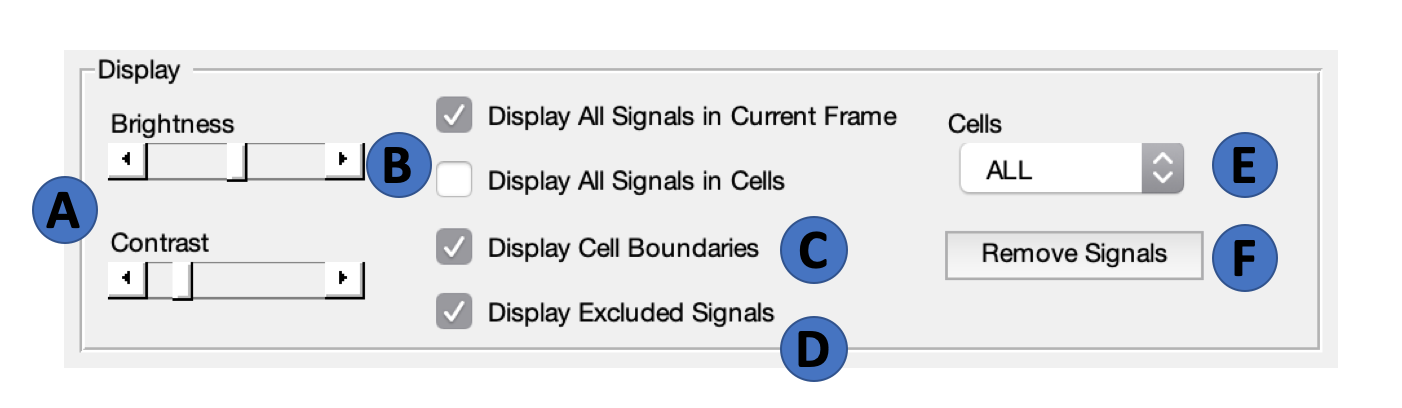 Display
Brightness
Contrast
A
B
Display All Signals in Current Frame
Display All Signals in Cells
Display Cell Boundaries
C
Display Excluded Signals
D
Cells
ALL
E
Remove Signals
F